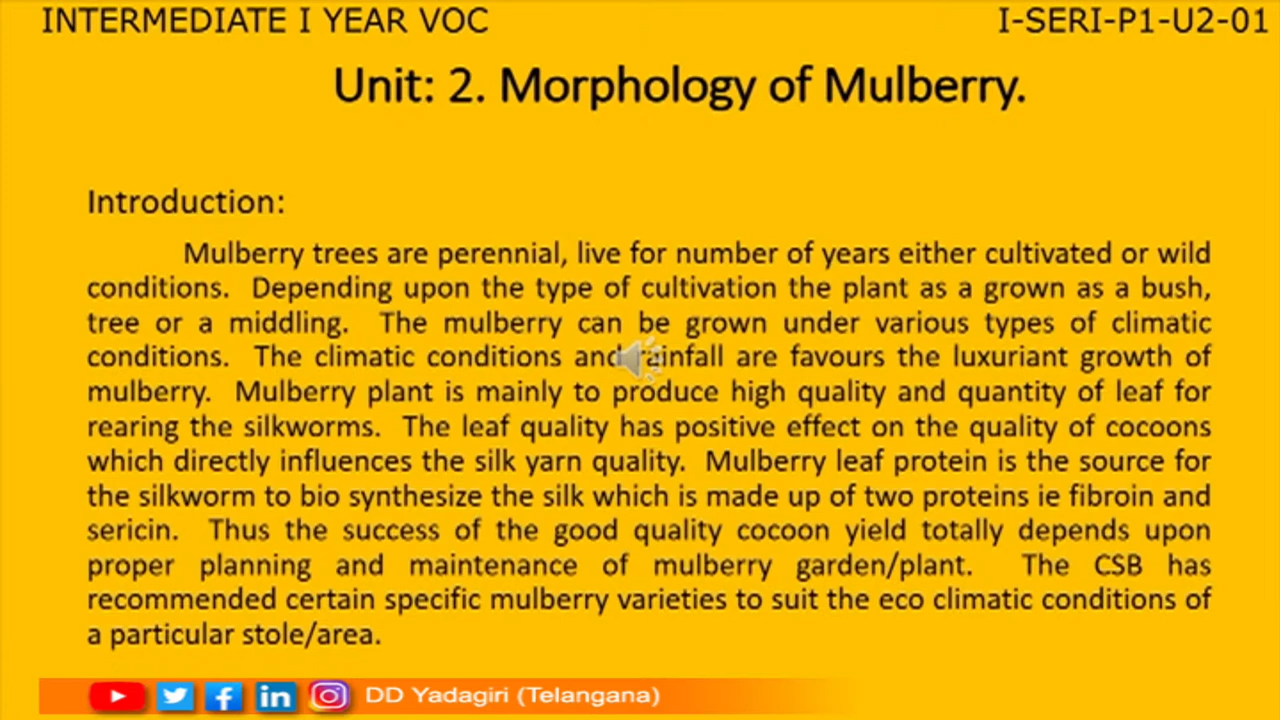 INTERMEDIATE I YEAR VOC
I-SERI-P1-U2-01
Unit: 2. Morphology of Mulberry.
Introduction:
Mulberry trees are perennial, live for number of years either cultivated or wild
conditions. Depending upon the type of cultivation the plant as a grown as a bush,
tree or a middling. The mulberry can be grown under various types of climatic
conditions. The climatic conditions and rainfall are favours the luxuriant growth of
mulberry. Mulberry plant is mainly to produce high quality and quantity of leaf for
rearing the silkworms. The leaf quality has positive effect on the quality of cocoons
which directly influences the silk yarn quality. Mulberry leaf protein is the source for
the silkworm to bio synthesize the silk which is made up of two proteins ie fibroin and
sericin. Thus the success of the good quality cocoon yield totally depends upon
proper planning and maintenance of mulberry garden/plant. The CSB has
recommended certain specific mulberry varieties to suit the eco climatic conditions of
a particular stole/area.
DD Yadagiri (Telangana)